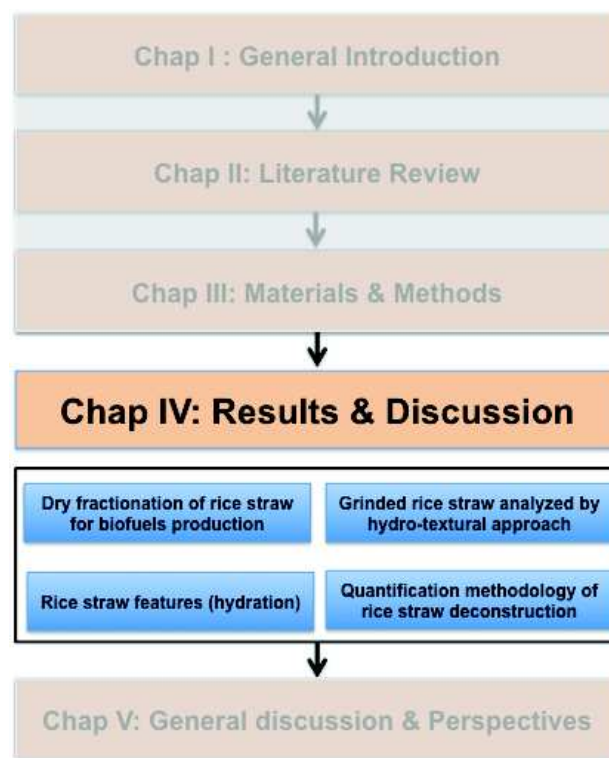 Chap I : General Introduction
Chap II: Literature Review
Chap III: Materials & Methods
Chap IV: Results & Discussion
Dry fractionation of rice straw
for biofuels production
Grinded rice straw analyzed by
hydro-textural approach
Rice straw features (hydration)
Quantification methodology of
rice straw deconstruction
Chap V: General discussion & Perspectives